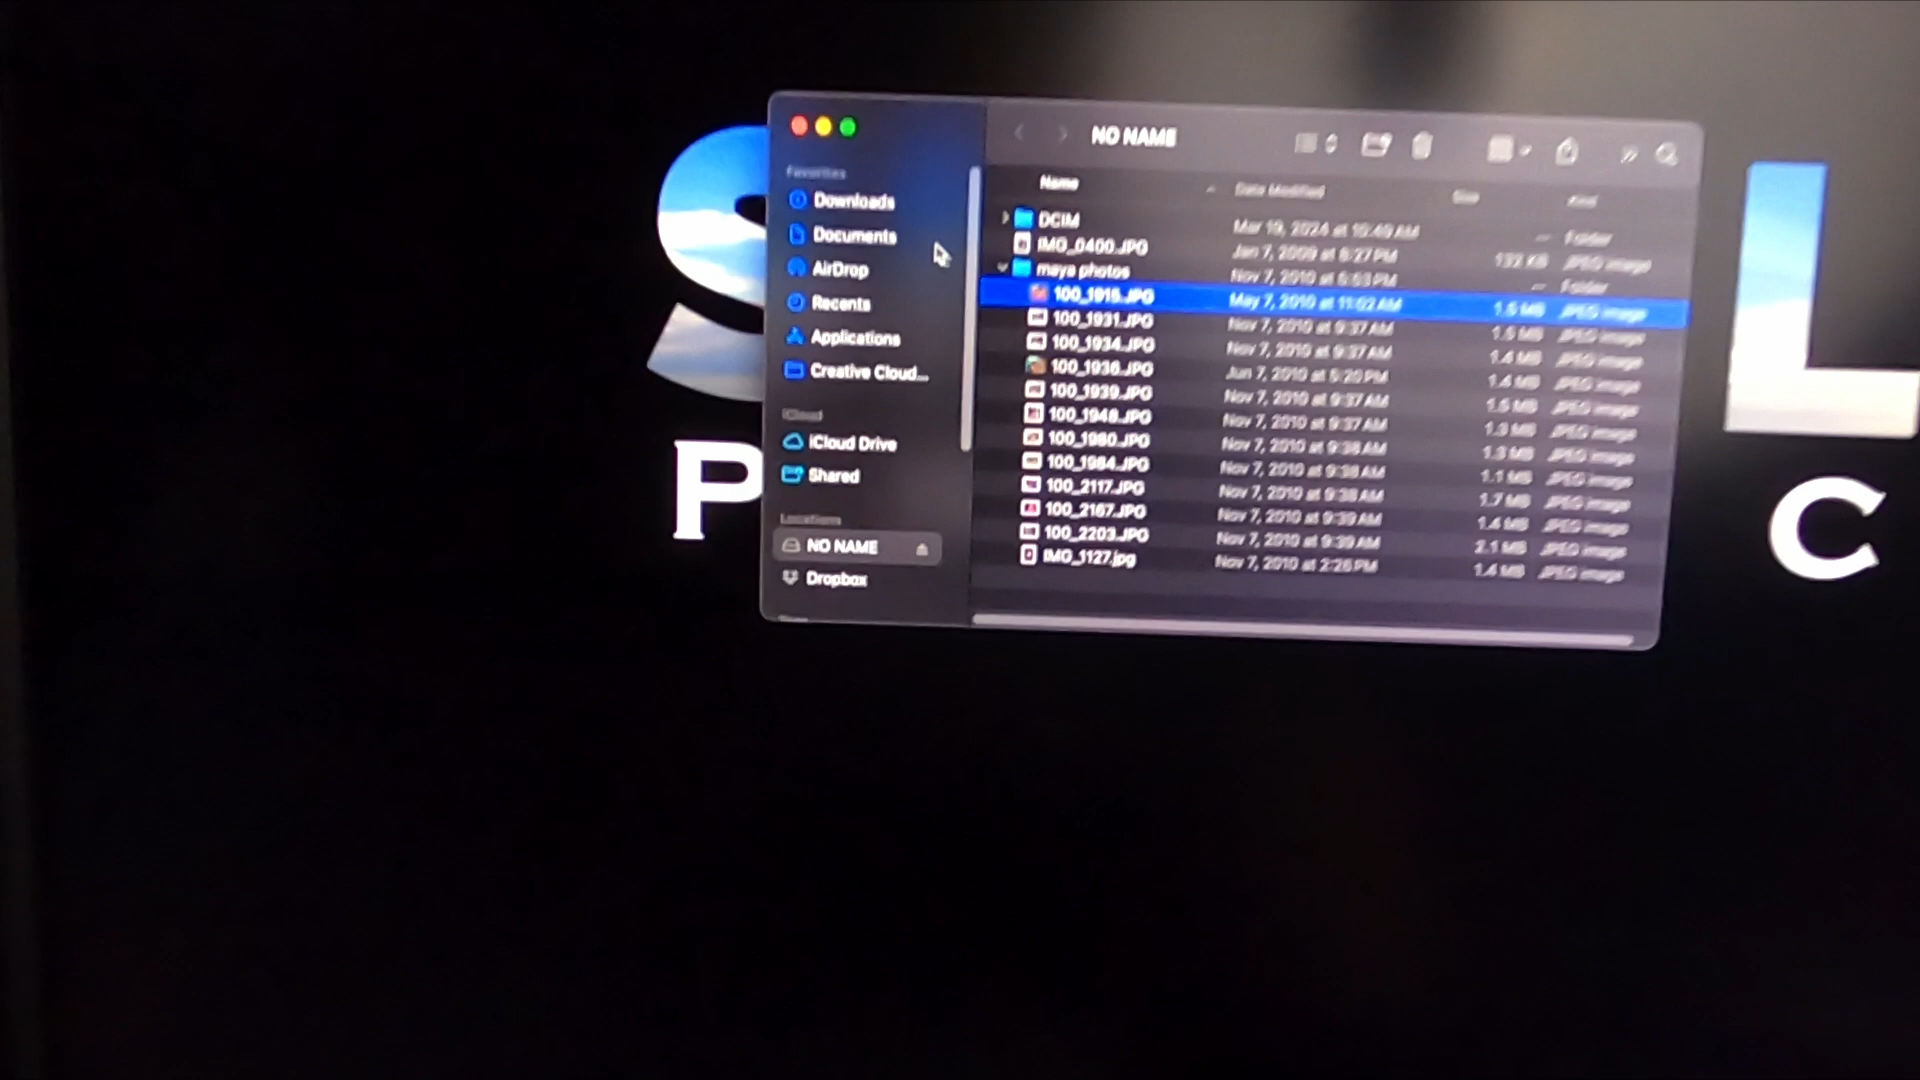 S
L
P
C
NO NAME
Favorites
Downloads
Documents
AirDrop
Recents
Applications
Creative Cloud...
iCloud
iCloud Drive
Shared
Locations
NO NAME
Dropbox
Name Date Modified Size Kind
DCIM Mar 19, 2024 at 10:49 AM -- Folder
IMG_0400.JPG Jan 7, 2009 at 6:27 PM 132 KB JPEG image
maya photos Nov 7, 2010 at 6:53 PM -- Folder
100_1915.JPG May 7, 2010 at 11:02 AM 1.5 MB JPEG image
100_1931.JPG Nov 7, 2010 at 9:37 AM 1.5 MB JPEG image
100_1934.JPG Nov 7, 2010 at 9:37 AM 1.4 MB JPEG image
100_1936.JPG Jun 7, 2010 at 5:20 PM 1.4 MB JPEG image
100_1939.JPG Nov 7, 2010 at 9:37 AM 1.5 MB JPEG image
100_1948.JPG Nov 7, 2010 at 9:37 AM 1.3 MB JPEG image
100_1980.JPG Nov 7, 2010 at 9:38 AM 1.3 MB JPEG image
100_1984.JPG Nov 7, 2010 at 9:38 AM 1.1 MB JPEG image
100_2117.JPG Nov 7, 2010 at 9:38 AM 1.7 MB JPEG image
100_2167.JPG Nov 7, 2010 at 9:39 AM 1.4 MB JPEG image
100_2203.JPG Nov 7, 2010 at 9:39 AM 2.1 MB JPEG image
IMG_1127.jpg Nov 7, 2010 at 2:26 PM 1.4 MB JPEG image